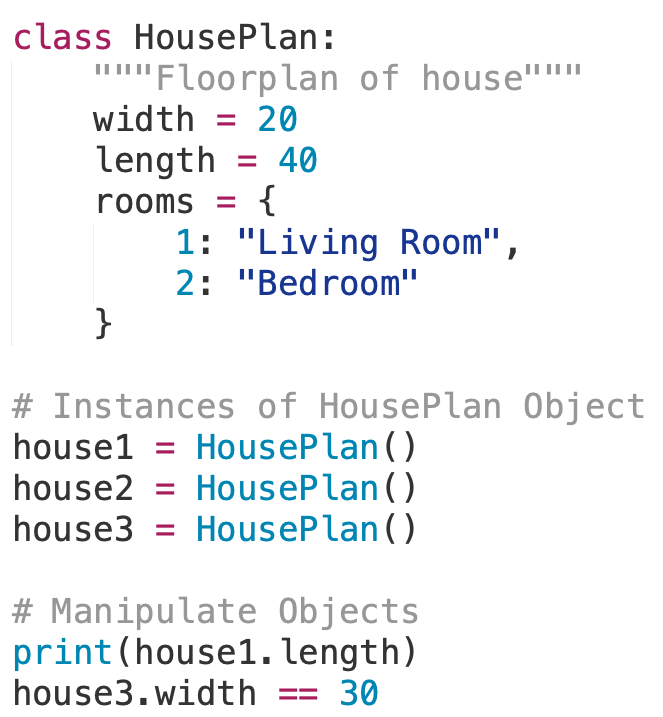 class HousePlan:
    """Floorplan of house"""
    width = 20
    length = 40
    rooms = {
        1: "Living Room",
        2: "Bedroom"
    }
# Instances of HousePlan Object
house1 = HousePlan()
house2 = HousePlan()
house3 = HousePlan()
# Manipulate Objects
print(house1.length)
house3.width == 30